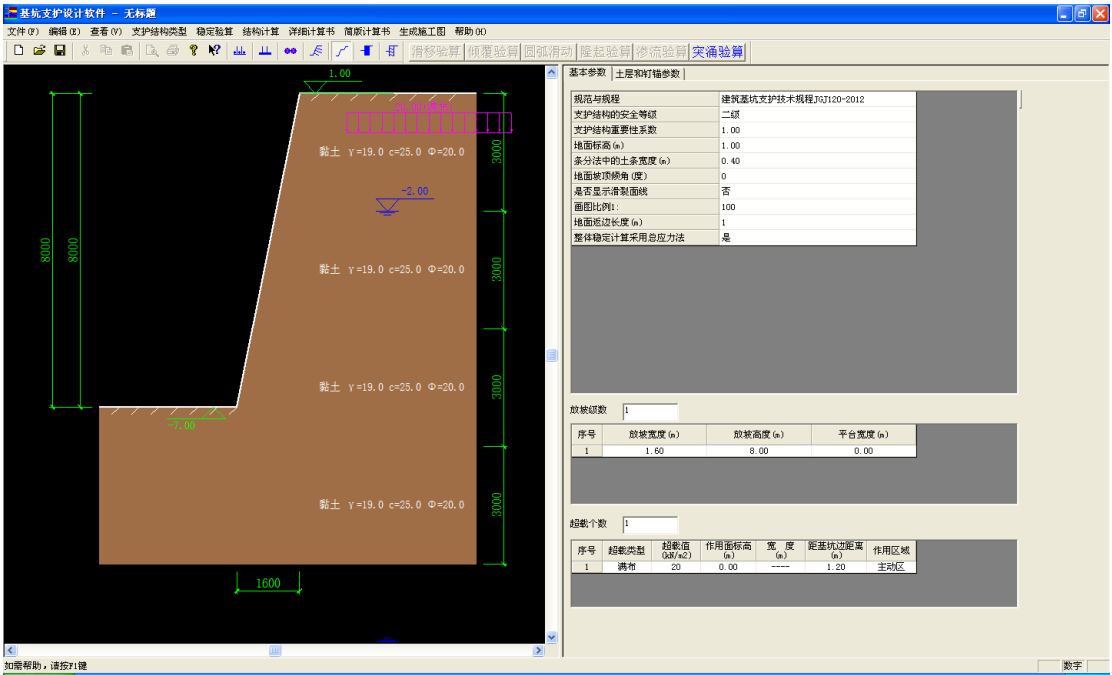 基坑支护设计软件 - 无标题
文件(F) 编辑(E) 查看(V) 支护结构类型 稳定验算 结构计算 详细计算书 简版计算书 生成施工图 帮助(H)
滑移验算 倾覆验算 圆弧滑动 隆起验算 渗流验算 突涌验算
1.00
黏土 γ=19.0 c=25.0 Φ=20.0
3000
-2.00
8000
8000
黏土 γ=19.0 c=25.0 Φ=20.0
3000
黏土 γ=19.0 c=25.0 Φ=20.0
3000
-7.00
黏土 γ=19.0 c=25.0 Φ=20.0
3000
1600
基本参数 土层和钉锚参数
规范与规程 建筑基坑支护技术规程JGJ120-2012
支护结构的安全等级 二级
支护结构重要性系数 1.00
地面标高(m) 1.00
条分法中的土条宽度(m) 0.40
地面坡顶倾角(度) 0
是否显示滑裂面线 否
画图比例1: 100
地面返边长度(m) 1
整体稳定计算采用总应力法 是
放坡级数 1
序号 放坡宽度(m) 放坡高度(m) 平台宽度(m)
1 1.60 8.00 0.00
超载个数 1
序号 超载类型 超载值(kN/m2) 作用面标高(m) 宽 度(m) 距基坑边距离(m) 作用区域
1 满布 20 0.00 ---- 1.20 主动区
如需帮助，请按F1键
数字